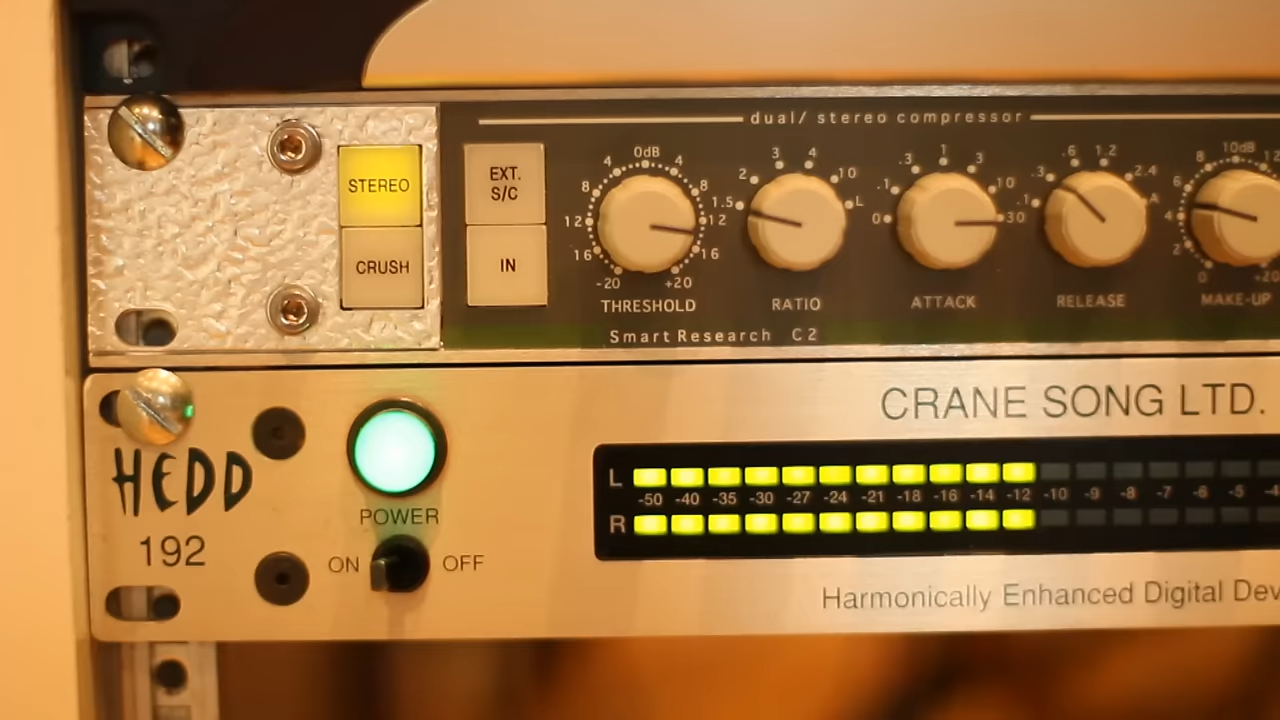 dual/ stereo compressor
STEREO
CRUSH
EXT.
S/C
IN
-20 16 12 8 4 0dB 4 8 12 16 +20
THRESHOLD
1.5 2 3 4 10 L
RATIO
0 .1 .3 1 3 10 30
ATTACK
.1 .3 .6 1.2 2.4 A
RELEASE
0 2 4 6 8 10dB 12 +20
MAKE-UP
Smart Research C2
CRANE SONG LTD.
HEDD
192
POWER
ON OFF
L
-50 -40 -35 -30 -27 -24 -21 -18 -16 -14 -12 -10 -9 -8 -7 -6 -5 -4
R
Harmonically Enhanced Digital Dev